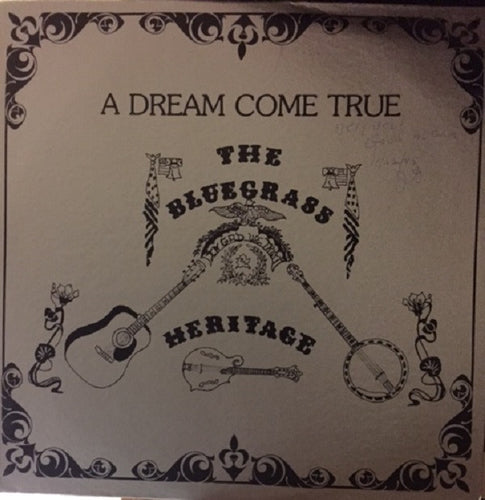 A DREAM COME TRUE
THE
BLUEGRASS
HERITAGE